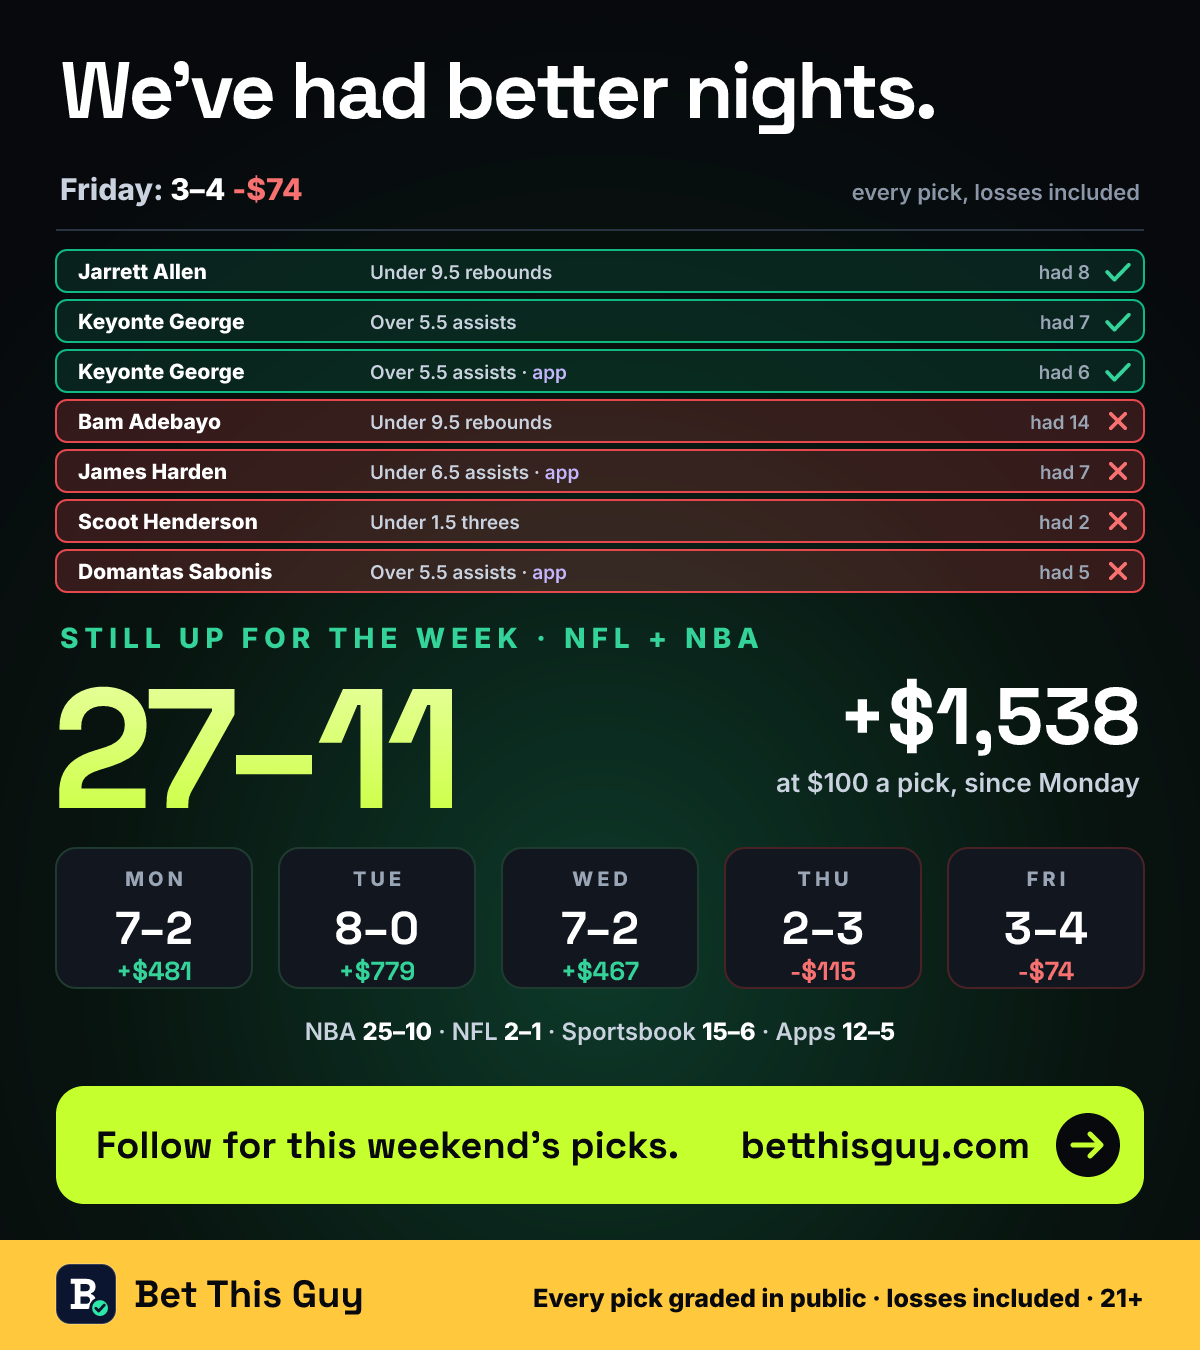 We’ve had better nights.
Friday: 3–4 -$74 every pick, losses included
Jarrett Allen Under 9.5 rebounds had 8
Keyonte George Over 5.5 assists had 7
Keyonte George Over 5.5 assists · app had 6
Bam Adebayo Under 9.5 rebounds had 14
James Harden Under 6.5 assists · app had 7
Scoot Henderson Under 1.5 threes had 2
Domantas Sabonis Over 5.5 assists · app had 5
STILL UP FOR THE WEEK · NFL + NBA
27–11 +$1,538
at $100 a pick, since Monday
MON TUE WED THU FRI
7–2 8–0 7–2 2–3 3–4
+$481 +$779 +$467 -$115 -$74
NBA 25–10 · NFL 2–1 · Sportsbook 15–6 · Apps 12–5
Follow for this weekend’s picks. betthisguy.com
B Bet This Guy Every pick graded in public · losses included · 21+